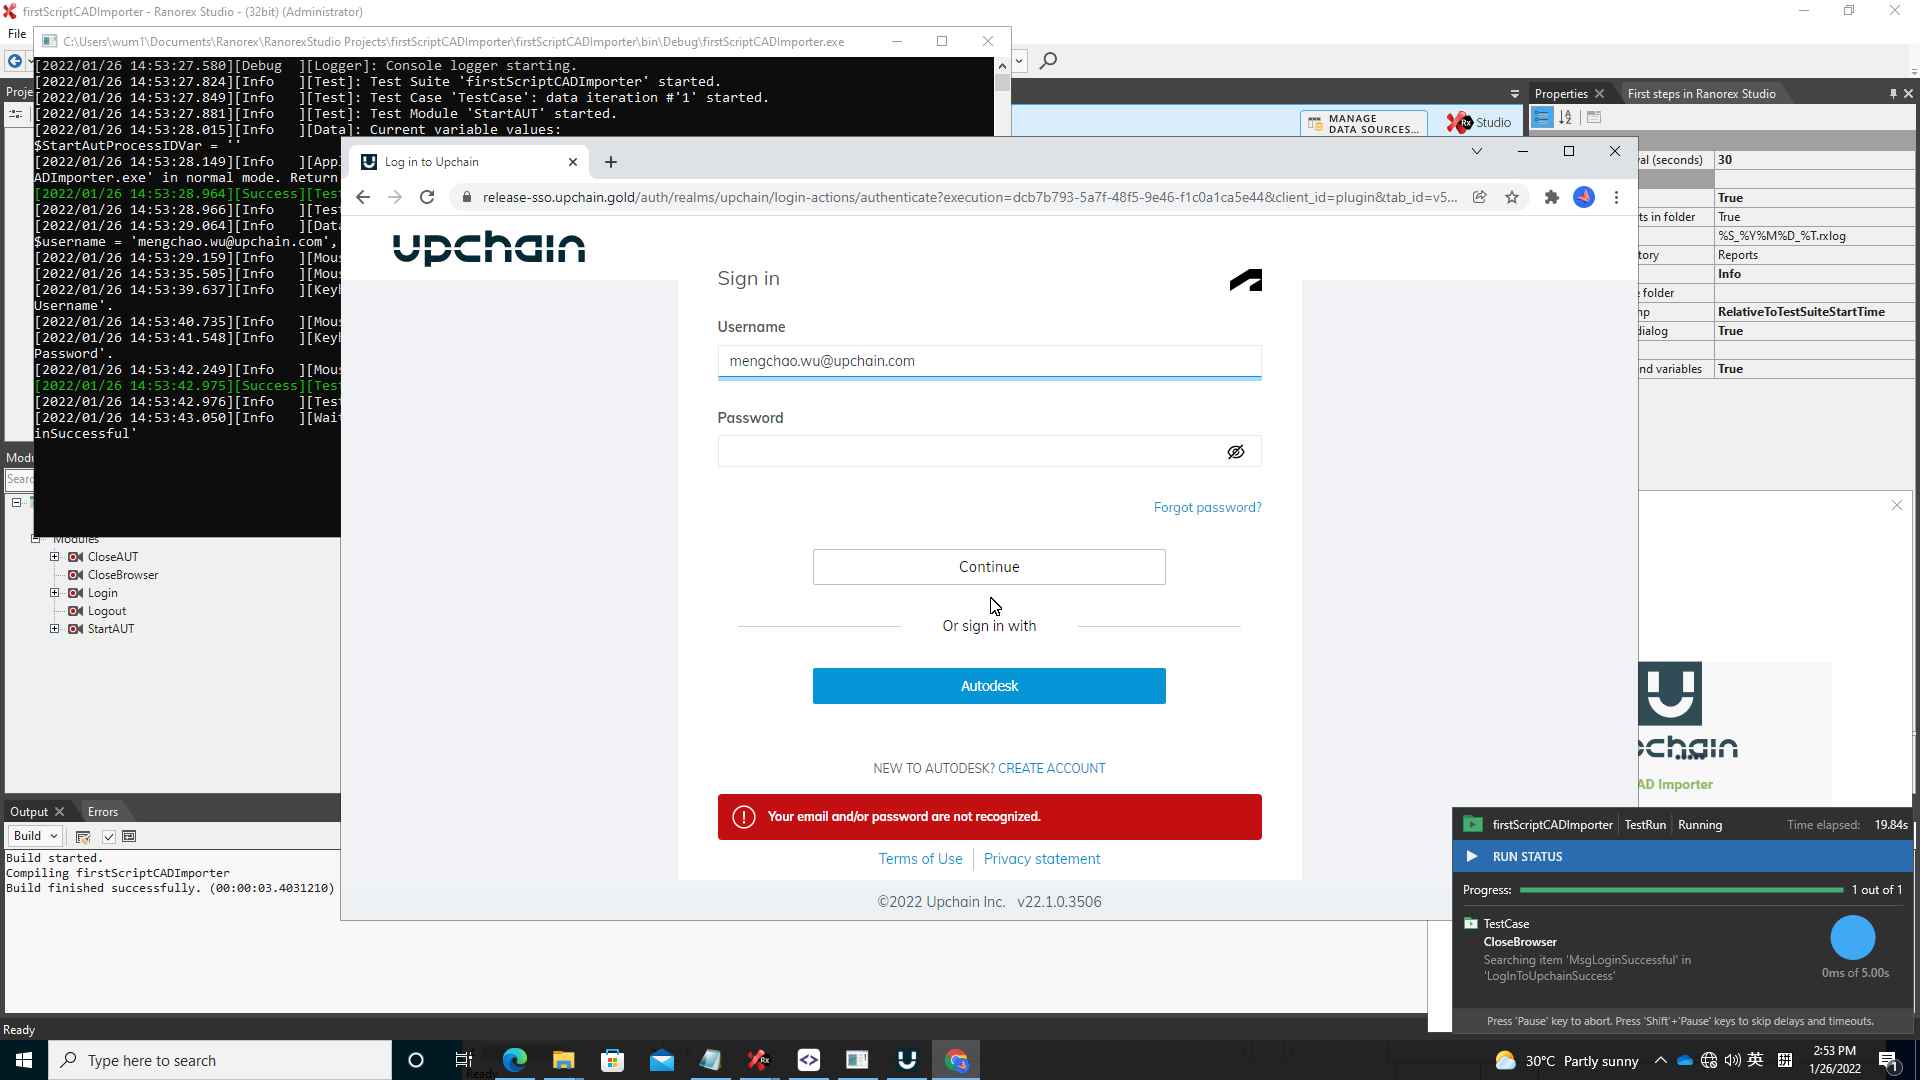 firstScriptCADImporter - Ranorex Studio - (32bit) (Administrator)
File
C:\Users\wum1\Documents\Ranorex\RanorexStudio Projects\firstScriptCADImporter\firstScriptCADImporter\bin\Debug\firstScriptCADImporter.exe
[2022/01/26 14:53:27.580][Debug  ][Logger]: Console logger starting.
[2022/01/26 14:53:27.824][Info   ][Test]: Test Suite 'firstScriptCADImporter' started.
[2022/01/26 14:53:27.849][Info   ][Test]: Test Case 'TestCase': data iteration #'1' started.
[2022/01/26 14:53:27.881][Info   ][Test]: Test Module 'StartAUT' started.
[2022/01/26 14:53:28.015][Info   ][Data]: Current variable values:
$StartAutProcessIDVar = ''
[2022/01/26 14:53:28.149][Info   ][Appl
ADImporter.exe' in normal mode. Return
[2022/01/26 14:53:28.964][Success][Test
[2022/01/26 14:53:28.966][Info   ][Test
[2022/01/26 14:53:29.064][Info   ][Data
$username = 'mengchao.wu@upchain.com',
[2022/01/26 14:53:29.159][Info   ][Mous
[2022/01/26 14:53:35.505][Info   ][Mous
[2022/01/26 14:53:39.637][Info   ][Keyb
Username'.
[2022/01/26 14:53:40.735][Info   ][Mous
[2022/01/26 14:53:41.548][Info   ][Keyb
Password'.
[2022/01/26 14:53:42.249][Info   ][Mous
[2022/01/26 14:53:42.975][Success][Test
[2022/01/26 14:53:42.976][Info   ][Test
[2022/01/26 14:53:43.050][Info   ][Wait
inSuccessful'
Proje
MANAGE
DATA SOURCES...
Rx Studio
Properties
First steps in Ranorex Studio
val (seconds) 30
True
ts in folder True
%S_%Y%M%D_%T.rxlog
tory Reports
Info
e folder
mp RelativeToTestSuiteStartTime
dialog True
nd variables True
Log in to Upchain
release-sso.upchain.gold/auth/realms/upchain/login-actions/authenticate?execution=dcb7b793-5a7f-48f5-9e46-f1c0a1ca5e44&client_id=plugin&tab_id=v5...
upchain
Sign in
Username
mengchao.wu@upchain.com
Password
Forgot password?
Continue
Or sign in with
Autodesk
NEW TO AUTODESK? CREATE ACCOUNT
Your email and/or password are not recognized.
Terms of Use
Privacy statement
©2022 Upchain Inc. v22.1.0.3506
Modu
Searc
Modules
CloseAUT
CloseBrowser
Login
Logout
StartAUT
Output
Errors
Build
Build started.
Compiling firstScriptCADImporter
Build finished successfully. (00:00:03.4031210)
Ready
pchain
AD Importer
firstScriptCADImporter TestRun Running Time elapsed: 19.84s
RUN STATUS
Progress: 1 out of 1
TestCase
CloseBrowser
Searching item 'MsgLoginSuccessful' in
'LogInToUpchainSuccess'
0ms of 5.00s
Press 'Pause' key to abort. Press 'Shift'+'Pause' keys to skip delays and timeouts.
Type here to search
Ready
Rx
30°C Partly sunny
英
拼
2:53 PM
1/26/2022
1